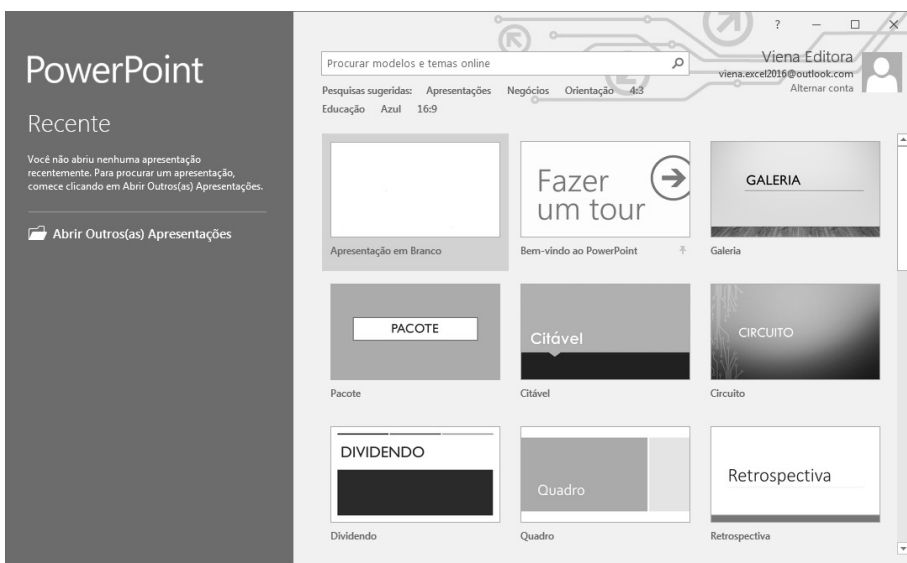 PowerPoint
Recente
Você não abriu nenhuma apresentação
recentemente. Para procurar um apresentação,
comece clicando em Abrir Outros(as) Apresentações.
Abrir Outros(as) Apresentações
?
Viena Editora
viena.excel2016@outlook.com
Alternar conta
Procurar modelos e temas online
Pesquisas sugeridas: Apresentações Negócios Orientação 4:3
Educação Azul 16:9
Fazer
um tour
GALERIA
Apresentação em Branco
Bem-vindo ao PowerPoint
Galeria
PACOTE
Citável
CIRCUITO
Pacote
Citável
Circuito
DIVIDENDO
Quadro
Retrospectiva
Dividendo
Quadro
Retrospectiva